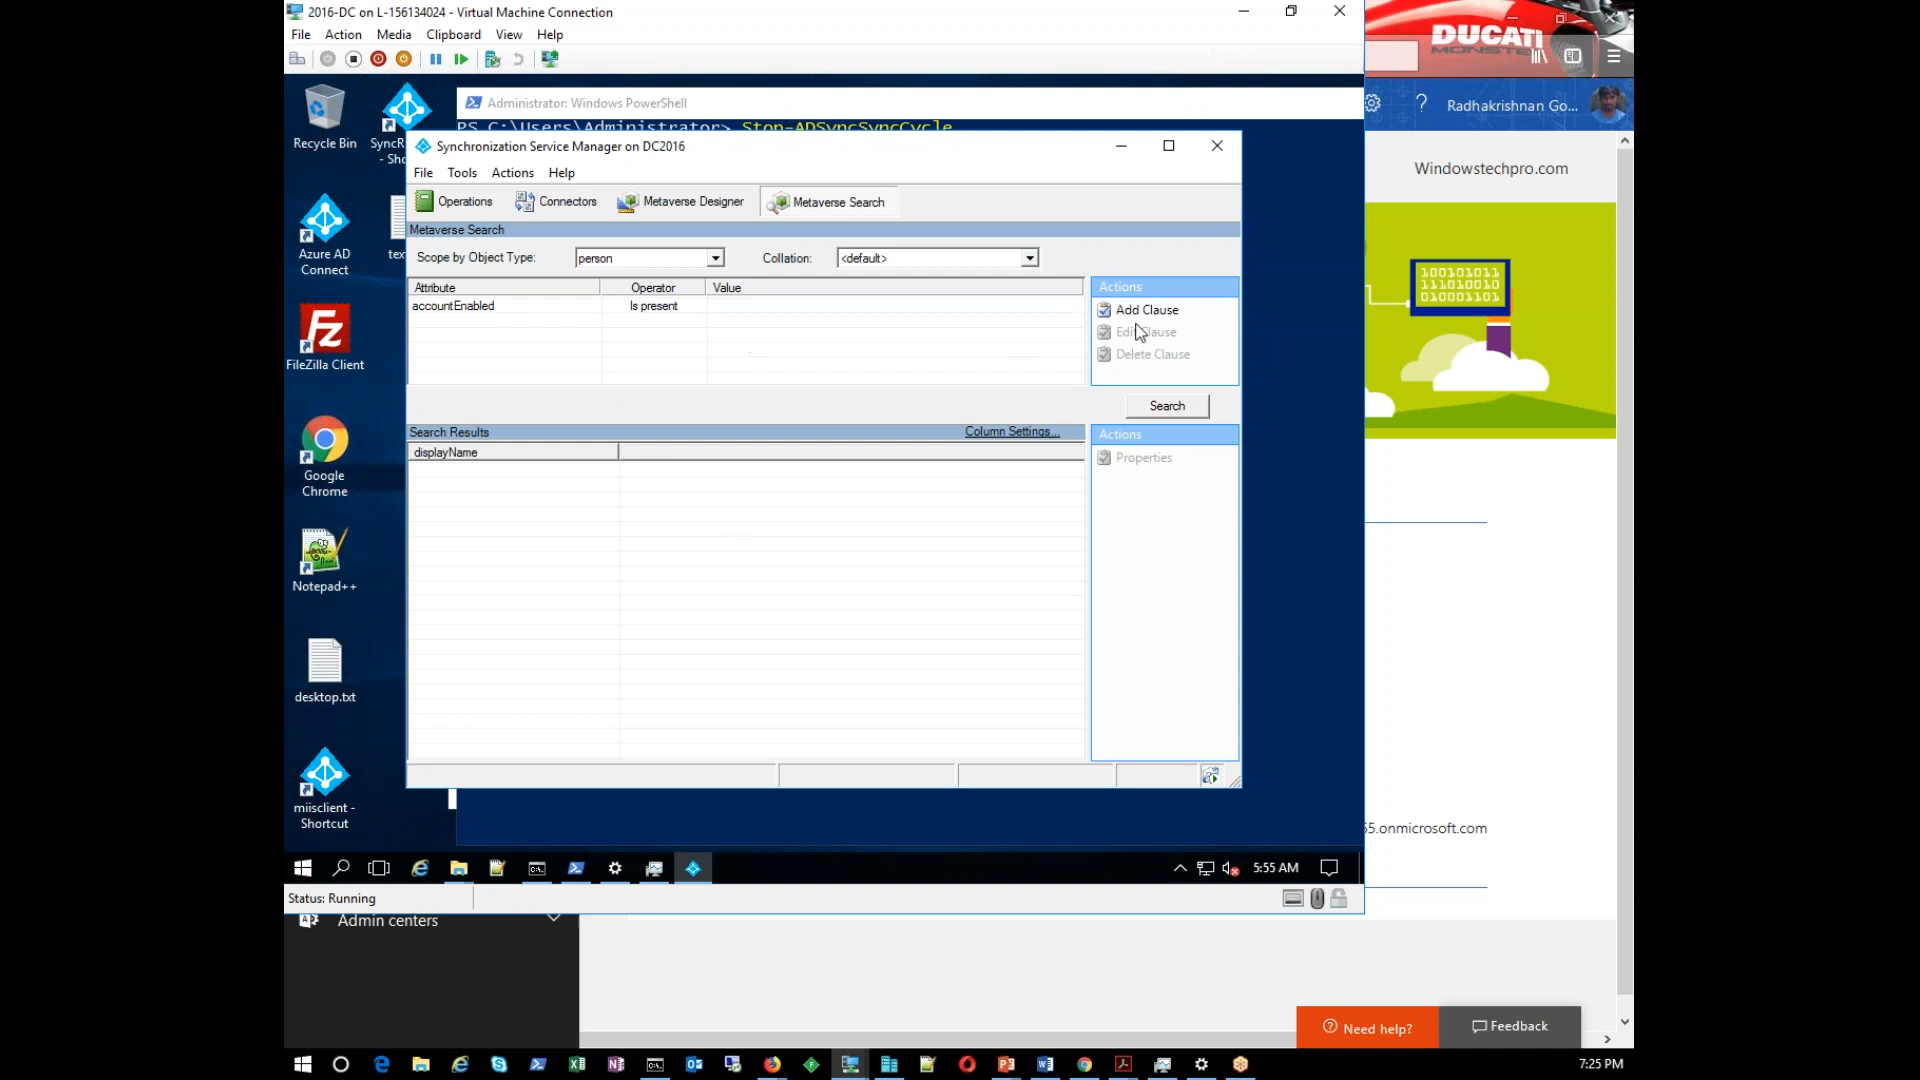 2016-DC on L-156134024 - Virtual Machine Connection
File Action Media Clipboard View Help
DUCATI
MONSTER
Administrator: Windows PowerShell
PS C:\Users\Administrator> Stop-ADSyncSyncCycle
? Radhakrishnan Go...
Recycle Bin
SyncR
- Sho
Synchronization Service Manager on DC2016
File Tools Actions Help
Windowstechpro.com
Operations Connectors Metaverse Designer Metaverse Search
Metaverse Search
Scope by Object Type: person Collation: <default>
Attribute Operator Value
accountEnabled Is present
Actions
Add Clause
Edit Clause
Delete Clause
100101011
111010010
010001101
Azure AD
Connect
tex
FileZilla Client
Search
Search Results Column Settings...
displayName
Actions
Properties
Google
Chrome
Notepad++
desktop.txt
miisclient -
Shortcut
65.onmicrosoft.com
5:55 AM
Status: Running
Admin centers
Need help?
Feedback
7:25 PM